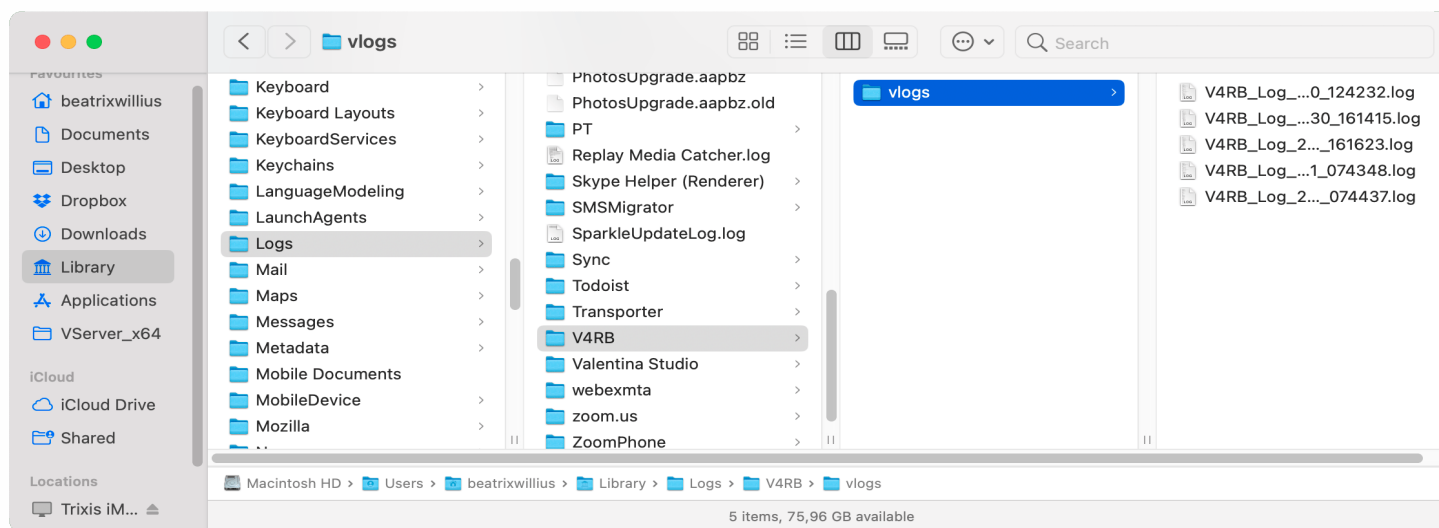 vlogs
Search
Favourites
beatrixwillius
Documents
Desktop
Dropbox
Downloads
Library
Applications
VServer_x64
iCloud
iCloud Drive
Shared
Locations
Trixis iM...
Keyboard
Keyboard Layouts
KeyboardServices
Keychains
LanguageModeling
LaunchAgents
Logs
Mail
Maps
Messages
Metadata
Mobile Documents
MobileDevice
Mozilla
PhotosUpgrade.aapbz
PhotosUpgrade.aapbz.old
PT
Replay Media Catcher.log
Skype Helper (Renderer)
SMSMigrator
SparkleUpdateLog.log
Sync
Todoist
Transporter
V4RB
Valentina Studio
webexmta
zoom.us
ZoomPhone
vlogs
V4RB_Log_...0_124232.log
V4RB_Log_...30_161415.log
V4RB_Log_2..._161623.log
V4RB_Log_...1_074348.log
V4RB_Log_2..._074437.log
Macintosh HD › Users › beatrixwillius › Library › Logs › V4RB › vlogs
5 items, 75,96 GB available